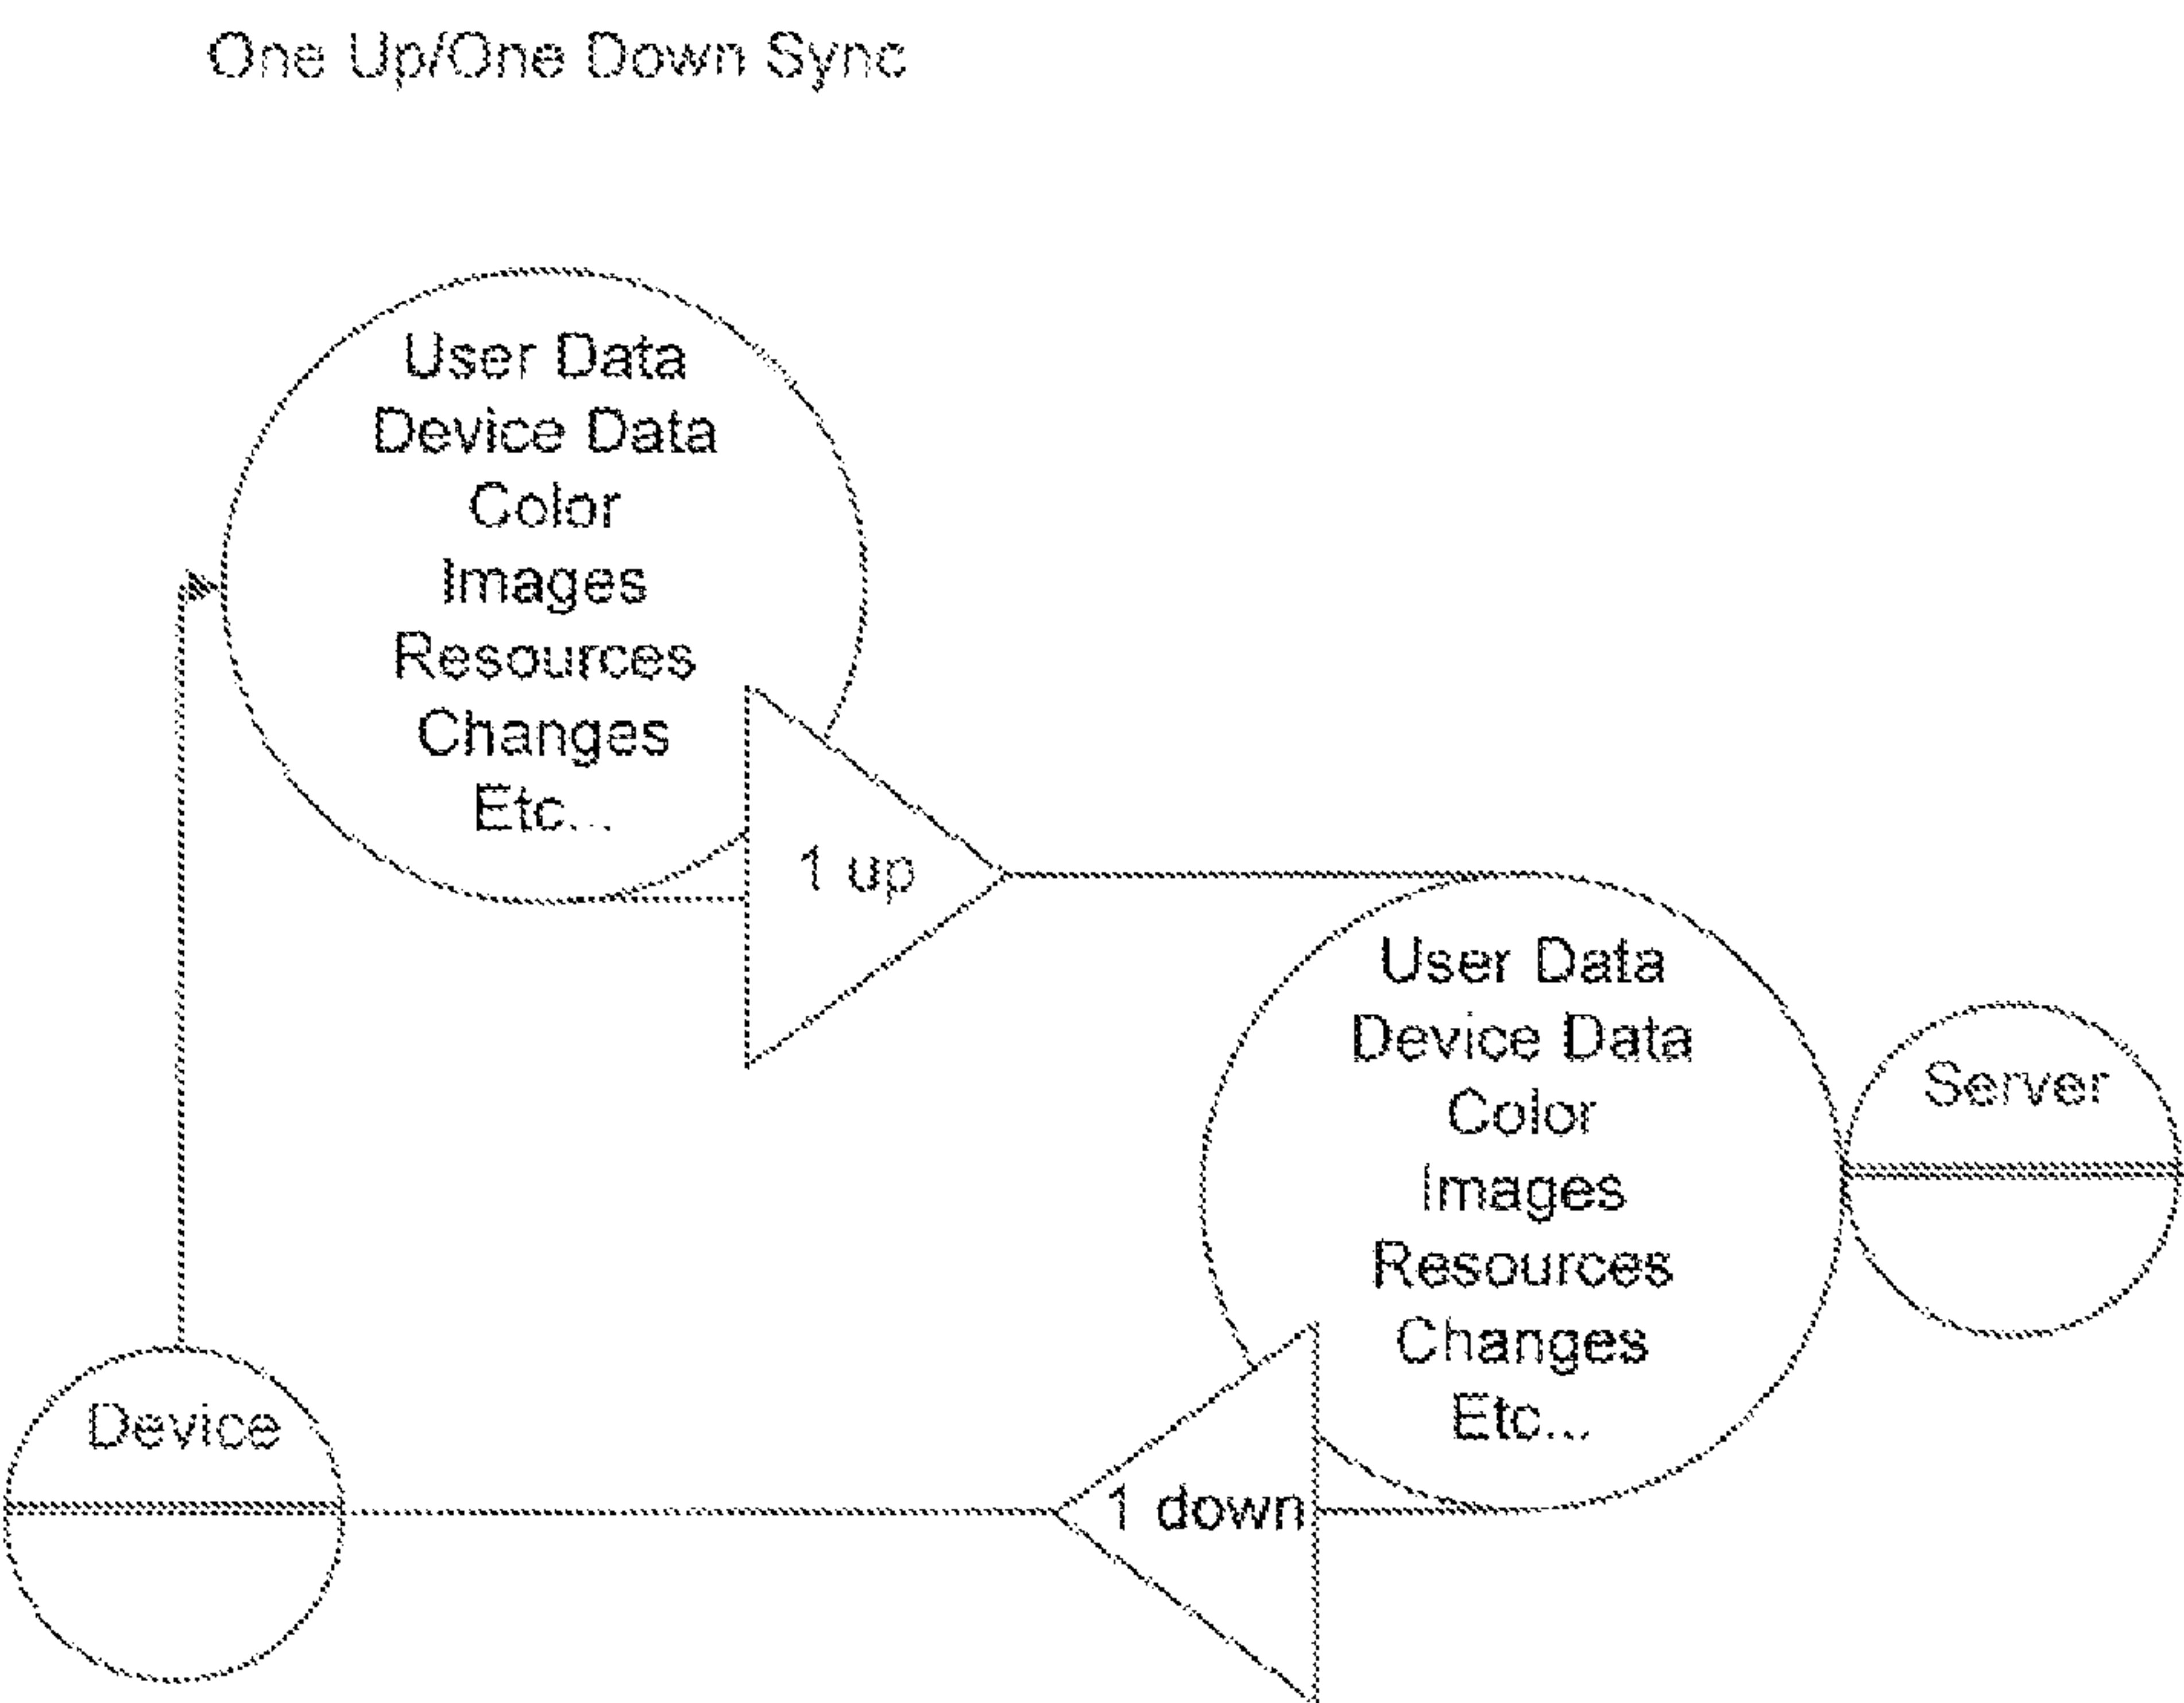 One Up/One Down Sync
User Data
Device Data
Color
Images
Resources
Changes
Etc...
1 up
User Data
Device Data
Color
Images
Resources
Changes
Etc...
Server
Device
1 down